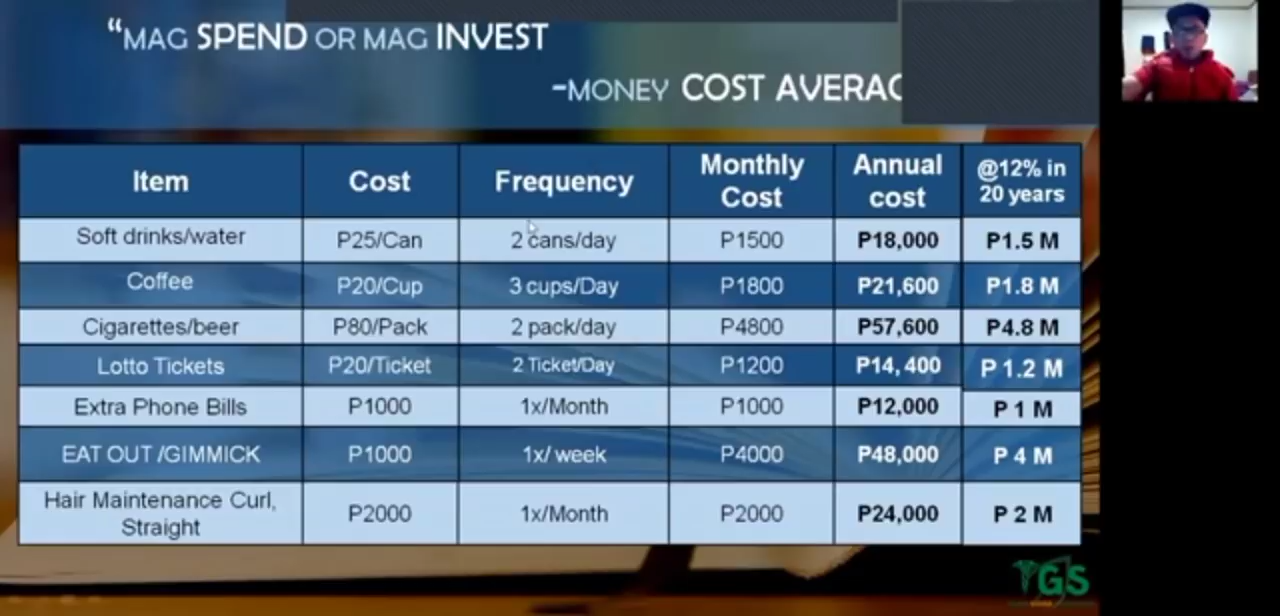 “MAG SPEND OR MAG INVEST
-MONEY COST AVERAG
Item Cost Frequency Monthly Cost Annual cost @12% in 20 years
Soft drinks/water P25/Can 2 cans/day P1500 P18,000 P1.5 M
Coffee P20/Cup 3 cups/Day P1800 P21,600 P1.8 M
Cigarettes/beer P80/Pack 2 pack/day P4800 P57,600 P4.8 M
Lotto Tickets P20/Ticket 2 Ticket/Day P1200 P14,400 P 1.2 M
Extra Phone Bills P1000 1x/Month P1000 P12,000 P 1 M
EAT OUT /GIMMICK P1000 1x/ week P4000 P48,000 P 4 M
Hair Maintenance Curl, Straight P2000 1x/Month P2000 P24,000 P 2 M
GS